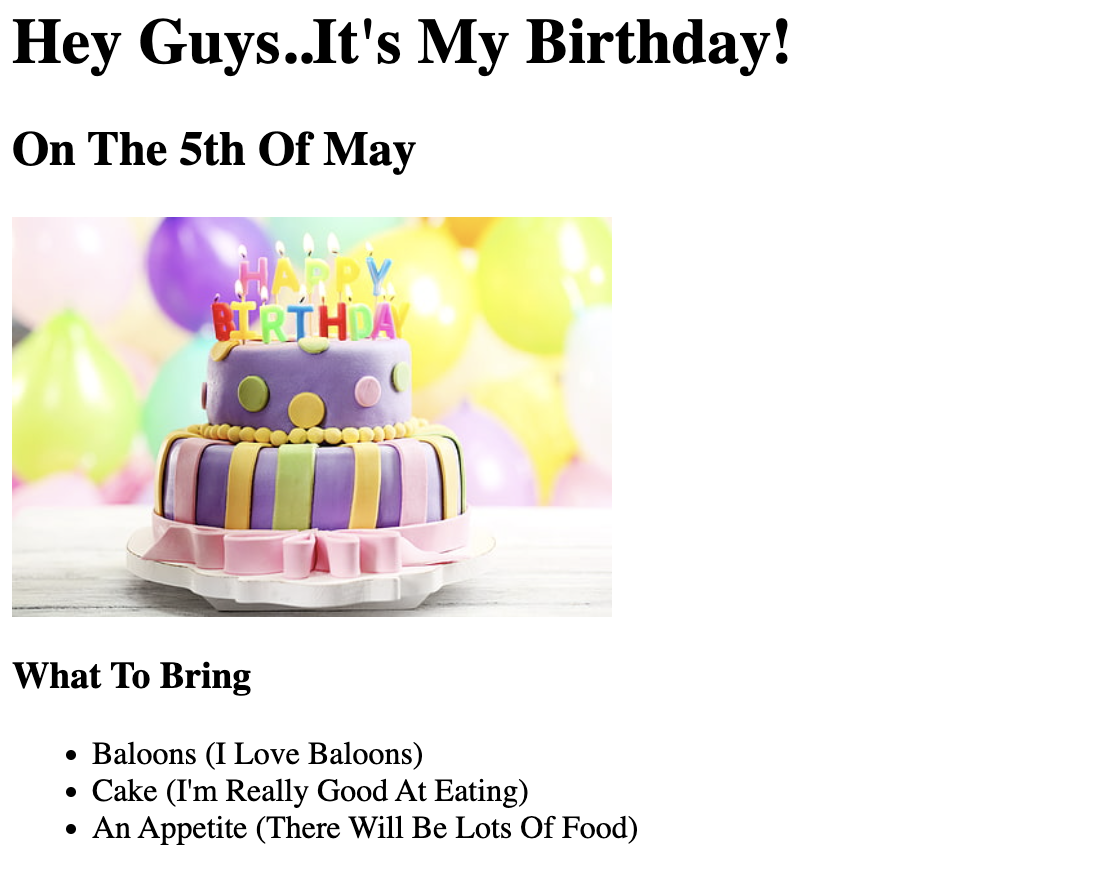 Hey Guys..It's My Birthday!
On The 5th Of May
HAPPY
BIRTHDAY
What To Bring
• Baloons (I Love Baloons)
• Cake (I'm Really Good At Eating)
• An Appetite (There Will Be Lots Of Food)